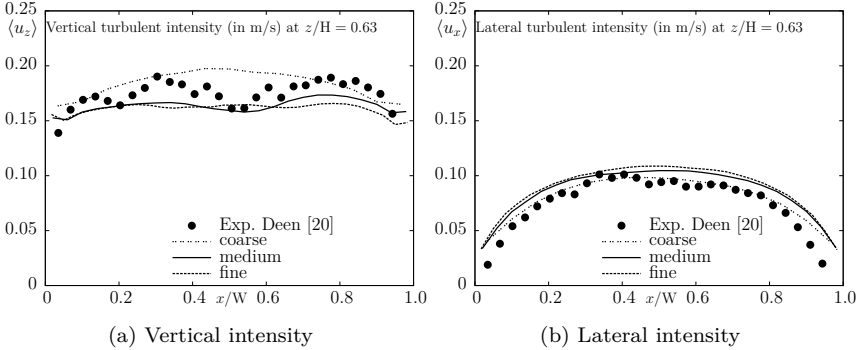 0.25
⟨u_z⟩ Vertical turbulent intensity (in m/s) at z/H = 0.63
0.20
0.15
0.10
0.05
0
Exp. Deen [20]
coarse
medium
fine
0 0.2 0.4 x/W 0.6 0.8 1.0
(a) Vertical intensity
0.25
⟨u_x⟩ Lateral turbulent intensity (in m/s) at z/H = 0.63
0.20
0.15
0.10
0.05
0
Exp. Deen [20]
coarse
medium
fine
0 0.2 0.4 x/W 0.6 0.8 1.0
(b) Lateral intensity